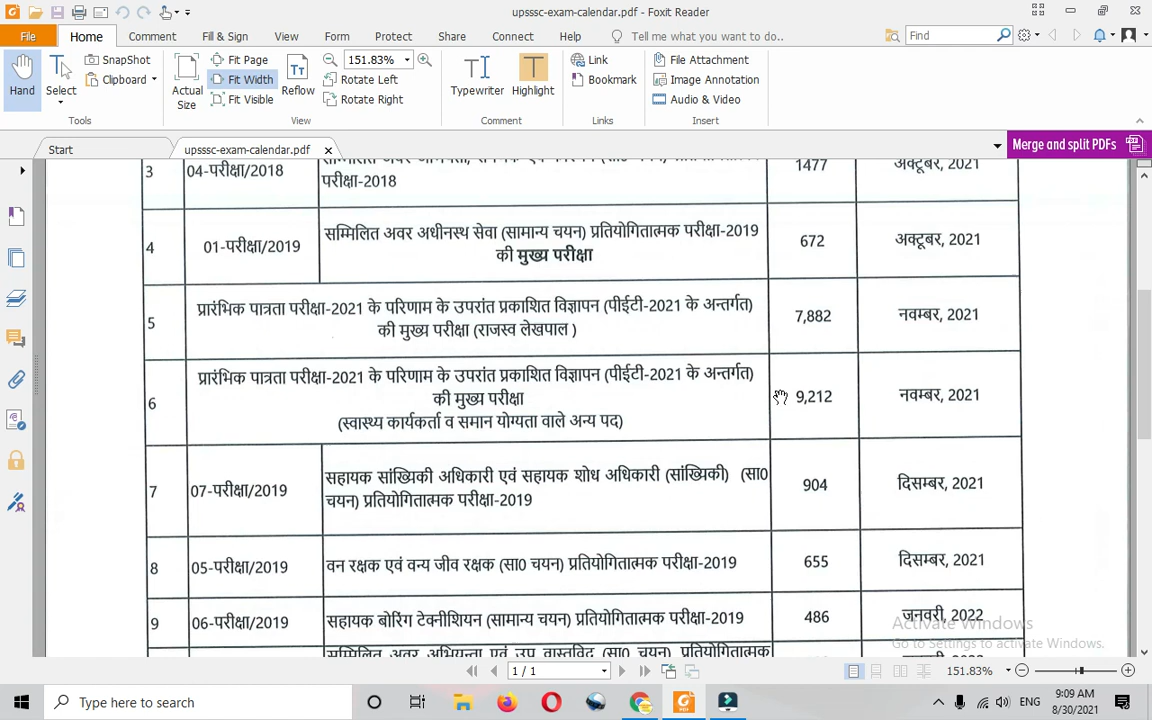 upsssc-exam-calendar.pdf - Foxit Reader
File Home Comment Fill & Sign View Form Protect Share Connect Help Tell me what you want to do.. Find
Hand
Select
SnapShot
Clipboard
Tools
Actual Size
Fit Page
Fit Width
Fit Visible
Reflow
151.83%
Rotate Left
Rotate Right
View
Typewriter
Highlight
Comment
Link
Bookmark
Links
File Attachment
Image Annotation
Audio & Video
Insert
Start
upsssc-exam-calendar.pdf
Merge and split PDFs
3 04-परीक्षा/2018 1477 अक्टूबर, 2021
परीक्षा-2018
4 01-परीक्षा/2019 सम्मिलित अवर अधीनस्थ सेवा (सामान्य चयन) प्रतियोगितात्मक परीक्षा-2019 672 अक्टूबर, 2021
की मुख्य परीक्षा
5 प्रारंभिक पात्रता परीक्षा-2021 के परिणाम के उपरांत प्रकाशित विज्ञापन (पीईटी-2021 के अन्तर्गत) 7,882 नवम्बर, 2021
की मुख्य परीक्षा (राजस्व लेखपाल )
6 प्रारंभिक पात्रता परीक्षा-2021 के परिणाम के उपरांत प्रकाशित विज्ञापन (पीईटी-2021 के अन्तर्गत) 9,212 नवम्बर, 2021
की मुख्य परीक्षा
(स्वास्थ्य कार्यकर्ता व समान योग्यता वाले अन्य पद)
7 07-परीक्षा/2019 सहायक सांख्यिकी अधिकारी एवं सहायक शोध अधिकारी (सांख्यिकी) (सा0 904 दिसम्बर, 2021
चयन) प्रतियोगितात्मक परीक्षा-2019
8 05-परीक्षा/2019 वन रक्षक एवं वन्य जीव रक्षक (सा0 चयन) प्रतियोगितात्मक परीक्षा-2019 655 दिसम्बर, 2021
9 06-परीक्षा/2019 सहायक बोरिंग टेक्नीशियन (सामान्य चयन) प्रतियोगितात्मक परीक्षा-2019 486 जनवरी, 2022
सम्मिलित अवर अभियन्ता एवं उप वास्तुविद (सा0 चयन) प्रतियोगितात्मक
Activate Windows
Go to Settings to activate Windows.
1 / 1
151.83%
Type here to search
ENG
9:09 AM
8/30/2021